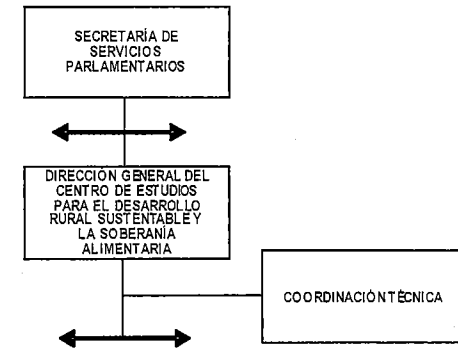 SECRETARÍA DE
SERVICIOS
PARLAMENTARIOS
DIRECCIÓN GENERAL DEL
CENTRO DE ESTUDIOS
PARA EL DESARROLLO
RURAL SUSTENTABLE Y
LA SOBERANÍA
ALIMENTARIA
COORDINACIÓN TÉCNICA